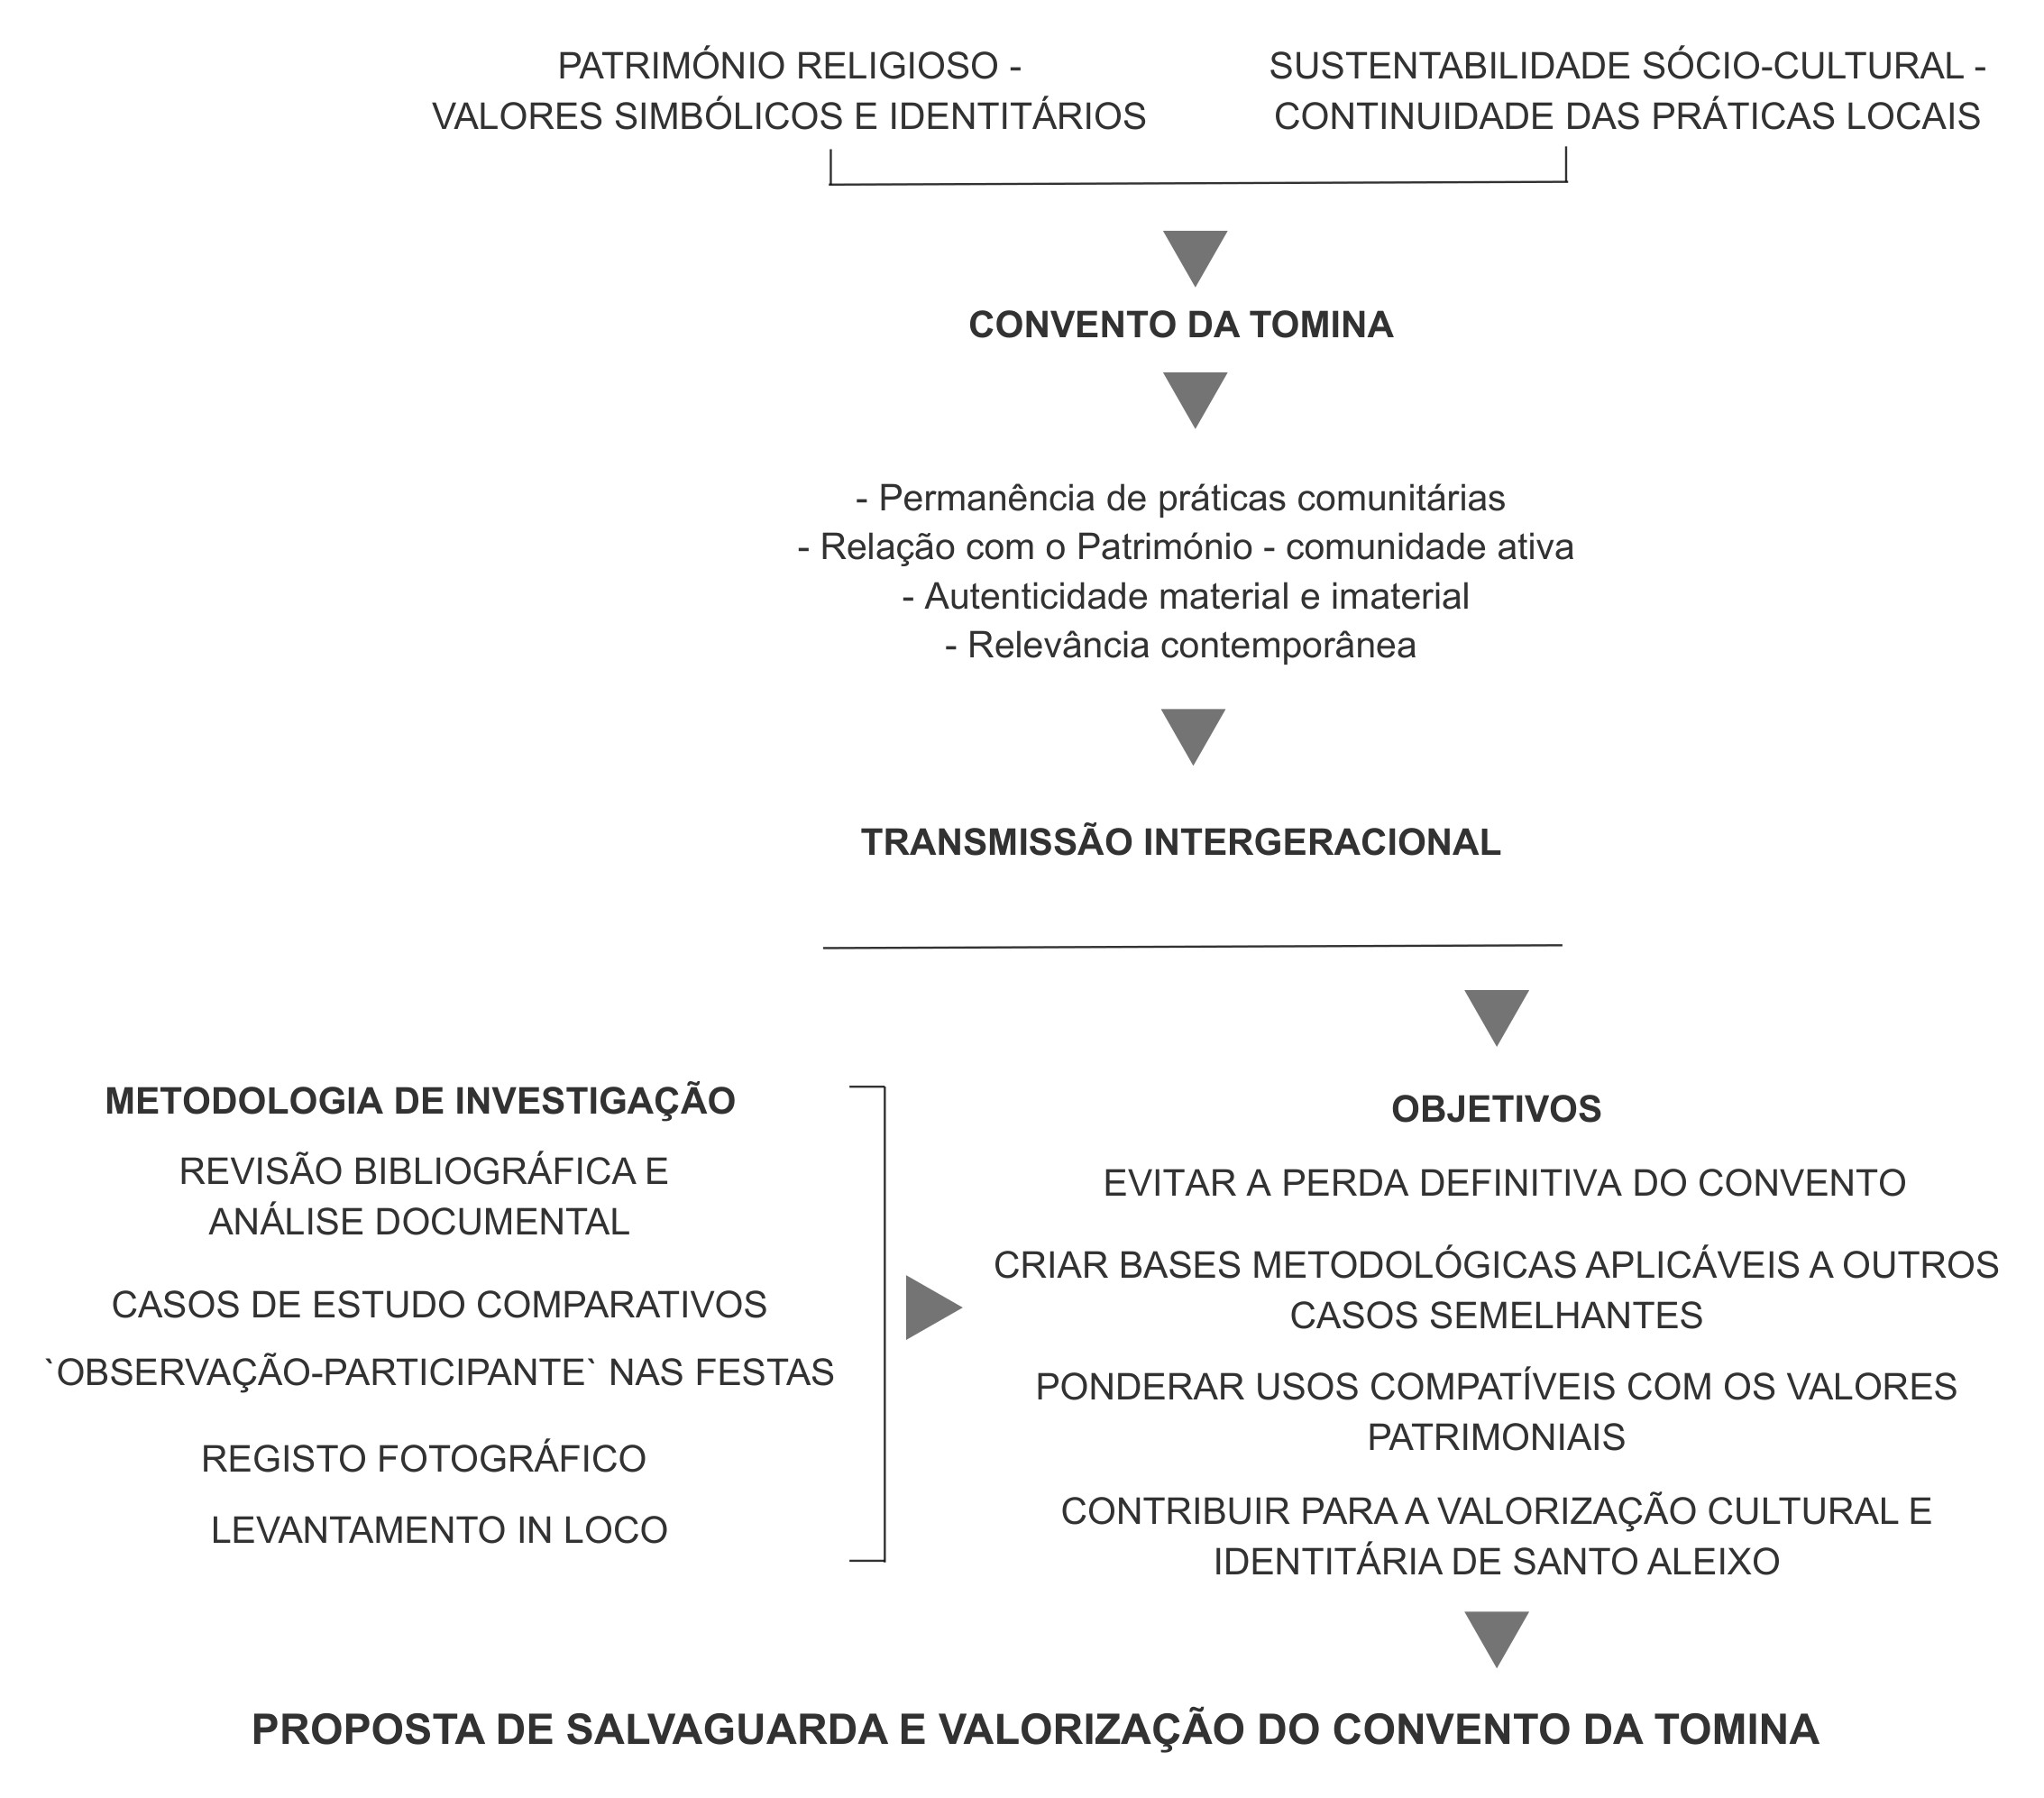 PATRIMÓNIO RELIGIOSO -
VALORES SIMBÓLICOS E IDENTITÁRIOS
SUSTENTABILIDADE SÓCIO-CULTURAL -
CONTINUIDADE DAS PRÁTICAS LOCAIS
CONVENTO DA TOMINA
- Permanência de práticas comunitárias
- Relação com o Património - comunidade ativa
- Autenticidade material e imaterial
- Relevância contemporânea
TRANSMISSÃO INTERGERACIONAL
METODOLOGIA DE INVESTIGAÇÃO
REVISÃO BIBLIOGRÁFICA E
ANÁLISE DOCUMENTAL
CASOS DE ESTUDO COMPARATIVOS
`OBSERVAÇÃO-PARTICIPANTE` NAS FESTAS
REGISTO FOTOGRÁFICO
LEVANTAMENTO IN LOCO
OBJETIVOS
EVITAR A PERDA DEFINITIVA DO CONVENTO
CRIAR BASES METODOLÓGICAS APLICÁVEIS A OUTROS
CASOS SEMELHANTES
PONDERAR USOS COMPATÍVEIS COM OS VALORES
PATRIMONIAIS
CONTRIBUIR PARA A VALORIZAÇÃO CULTURAL E
IDENTITÁRIA DE SANTO ALEIXO
PROPOSTA DE SALVAGUARDA E VALORIZAÇÃO DO CONVENTO DA TOMINA